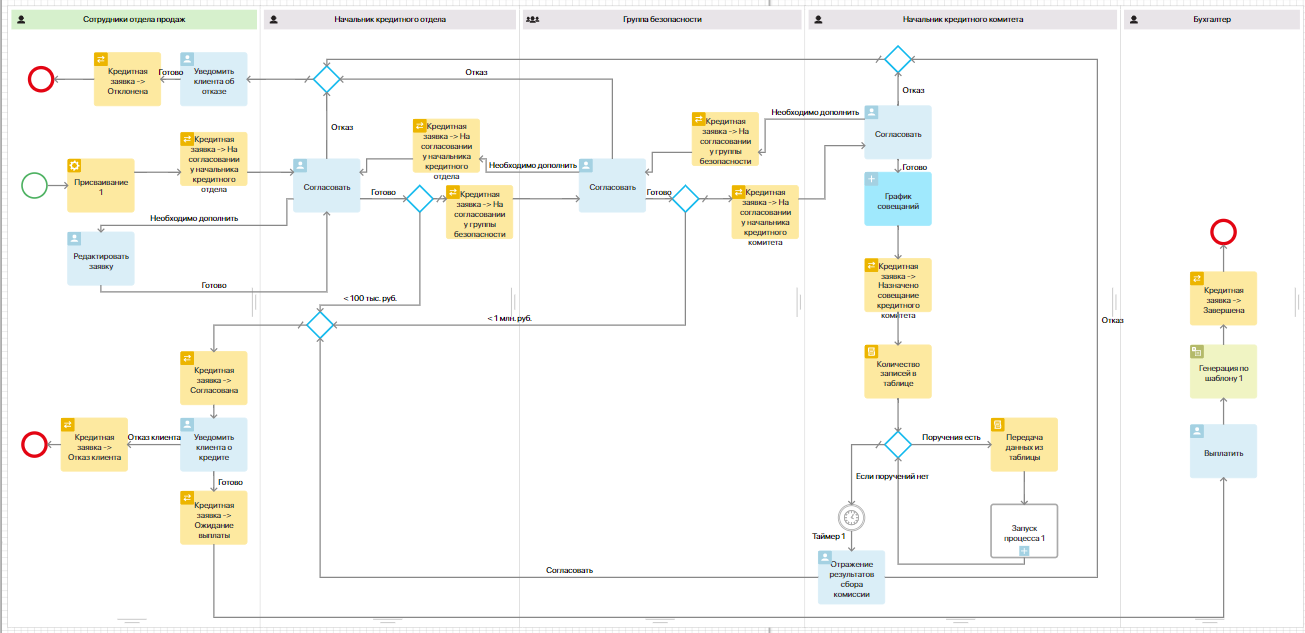 Сотрудники отдела продаж
Начальник кредитного отдела
Группа безопасности
Начальник кредитного комитета
Бухгалтер
Кредитная
заявка ->
Отклонена
Готово
Уведомить
клиента об
отказе
Отказ
Отказ
Отказ
Кредитная
заявка -> На
согласовании
у начальника
кредитного
отдела
Присваивание
1
Согласовать
Необходимо дополнить
Редактировать
заявку
Готово
Кредитная
заявка -> На
согласовании
у начальника
кредитного
отдела
Необходимо дополнить
Готово
Кредитная
заявка -> На
согласовании
у группы
безопасности
Согласовать
Готово
Кредитная
заявка -> На
согласовании
у группы
безопасности
Необходимо дополнить
Кредитная
заявка -> На
согласовании
у начальника
кредитного
комитета
Согласовать
Готово
График
совещаний
Кредитная
заявка ->
Назначено
совещание
кредитного
комитета
< 100 тыс. руб.
< 1 млн. руб.
Отказ
Кредитная
заявка ->
Завершена
Количество
записей в
таблице
Генерация по
шаблону 1
Кредитная
заявка ->
Согласована
Кредитная
заявка ->
Отказ клиента
Отказ клиента
Уведомить
клиента о
кредите
Готово
Кредитная
заявка ->
Ожидание
выплаты
Поручения есть
Передача
данных из
таблицы
Выплатить
Если поручений нет
Таймер 1
Запуск
процесса 1
Согласовать
Отражение
результатов
сбора
комиссии